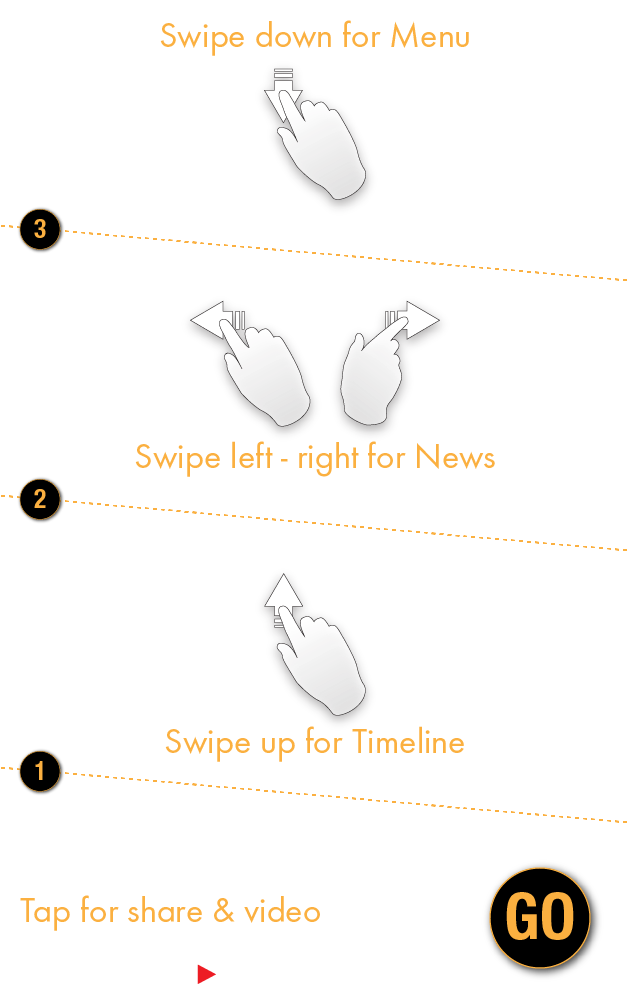 Swipe down for Menu
3
Swipe left - right for News
2
Swipe up for Timeline
1
Tap for share & video
GO